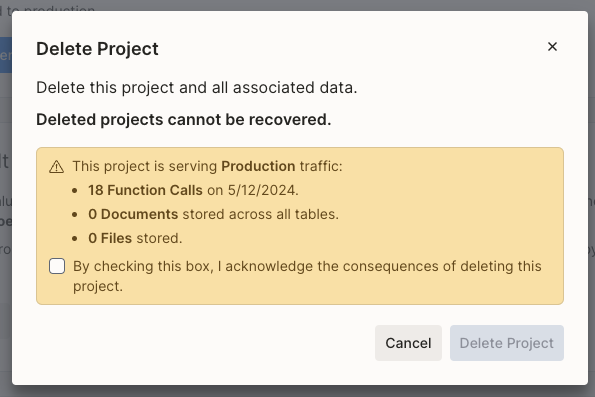 to production
Delete Project
Delete this project and all associated data.
Deleted projects cannot be recovered.
This project is serving Production traffic:
• 18 Function Calls on 5/12/2024.
• 0 Documents stored across all tables.
• 0 Files stored.
By checking this box, I acknowledge the consequences of deleting this
project.
Cancel
Delete Project